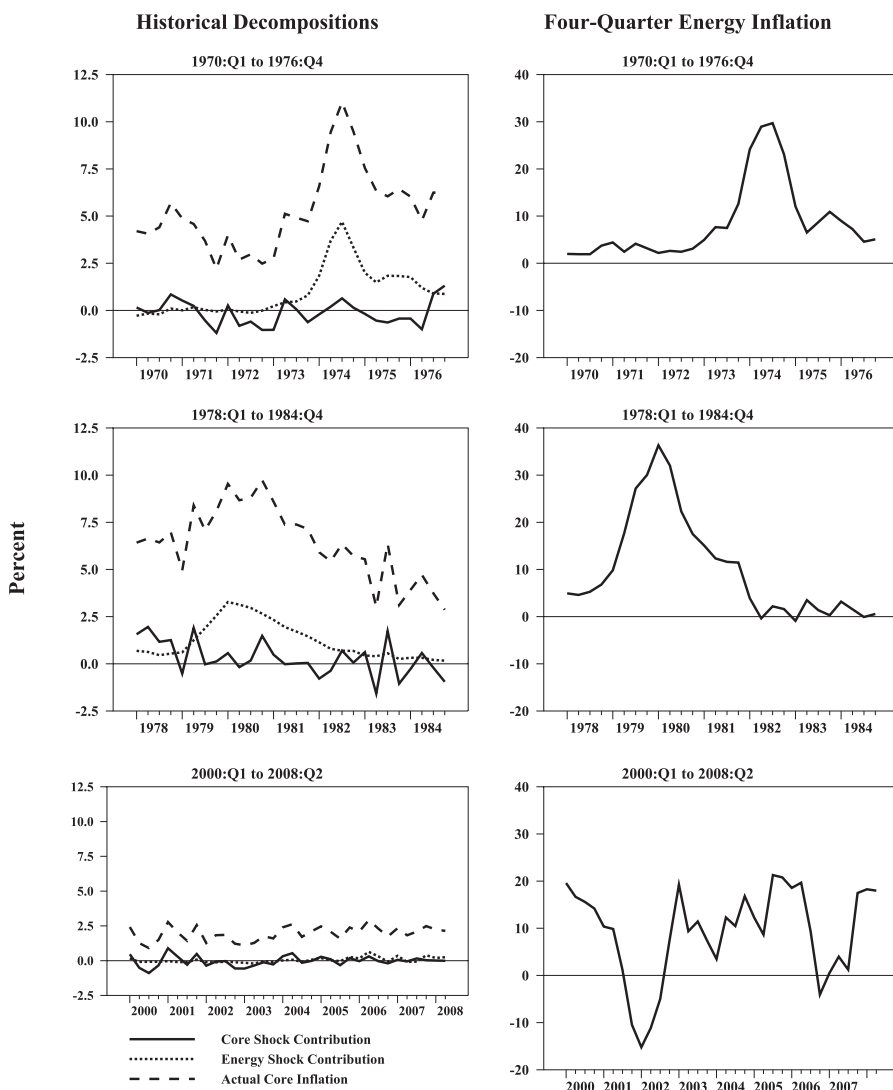 Historical Decompositions
Four-Quarter Energy Inflation
1970:Q1 to 1976:Q4
12.5
10.0
7.5
5.0
2.5
0.0
-2.5
1970 1971 1972 1973 1974 1975 1976
1970:Q1 to 1976:Q4
40
30
20
10
0
-10
-20
1970 1971 1972 1973 1974 1975 1976
Percent
1978:Q1 to 1984:Q4
12.5
10.0
7.5
5.0
2.5
0.0
-2.5
1978 1979 1980 1981 1982 1983 1984
1978:Q1 to 1984:Q4
40
30
20
10
0
-10
-20
1978 1979 1980 1981 1982 1983 1984
2000:Q1 to 2008:Q2
12.5
10.0
7.5
5.0
2.5
0.0
-2.5
2000 2001 2002 2003 2004 2005 2006 2007 2008
Core Shock Contribution
Energy Shock Contribution
Actual Core Inflation
2000:Q1 to 2008:Q2
40
30
20
10
0
-10
-20
2000 2001 2002 2003 2004 2005 2006 2007